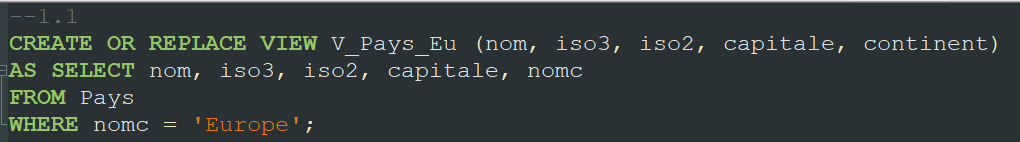 --1.1
CREATE OR REPLACE VIEW V_Pays_Eu (nom, iso3, iso2, capitale, continent)
AS SELECT nom, iso3, iso2, capitale, nomc
FROM Pays
WHERE nomc = 'Europe';